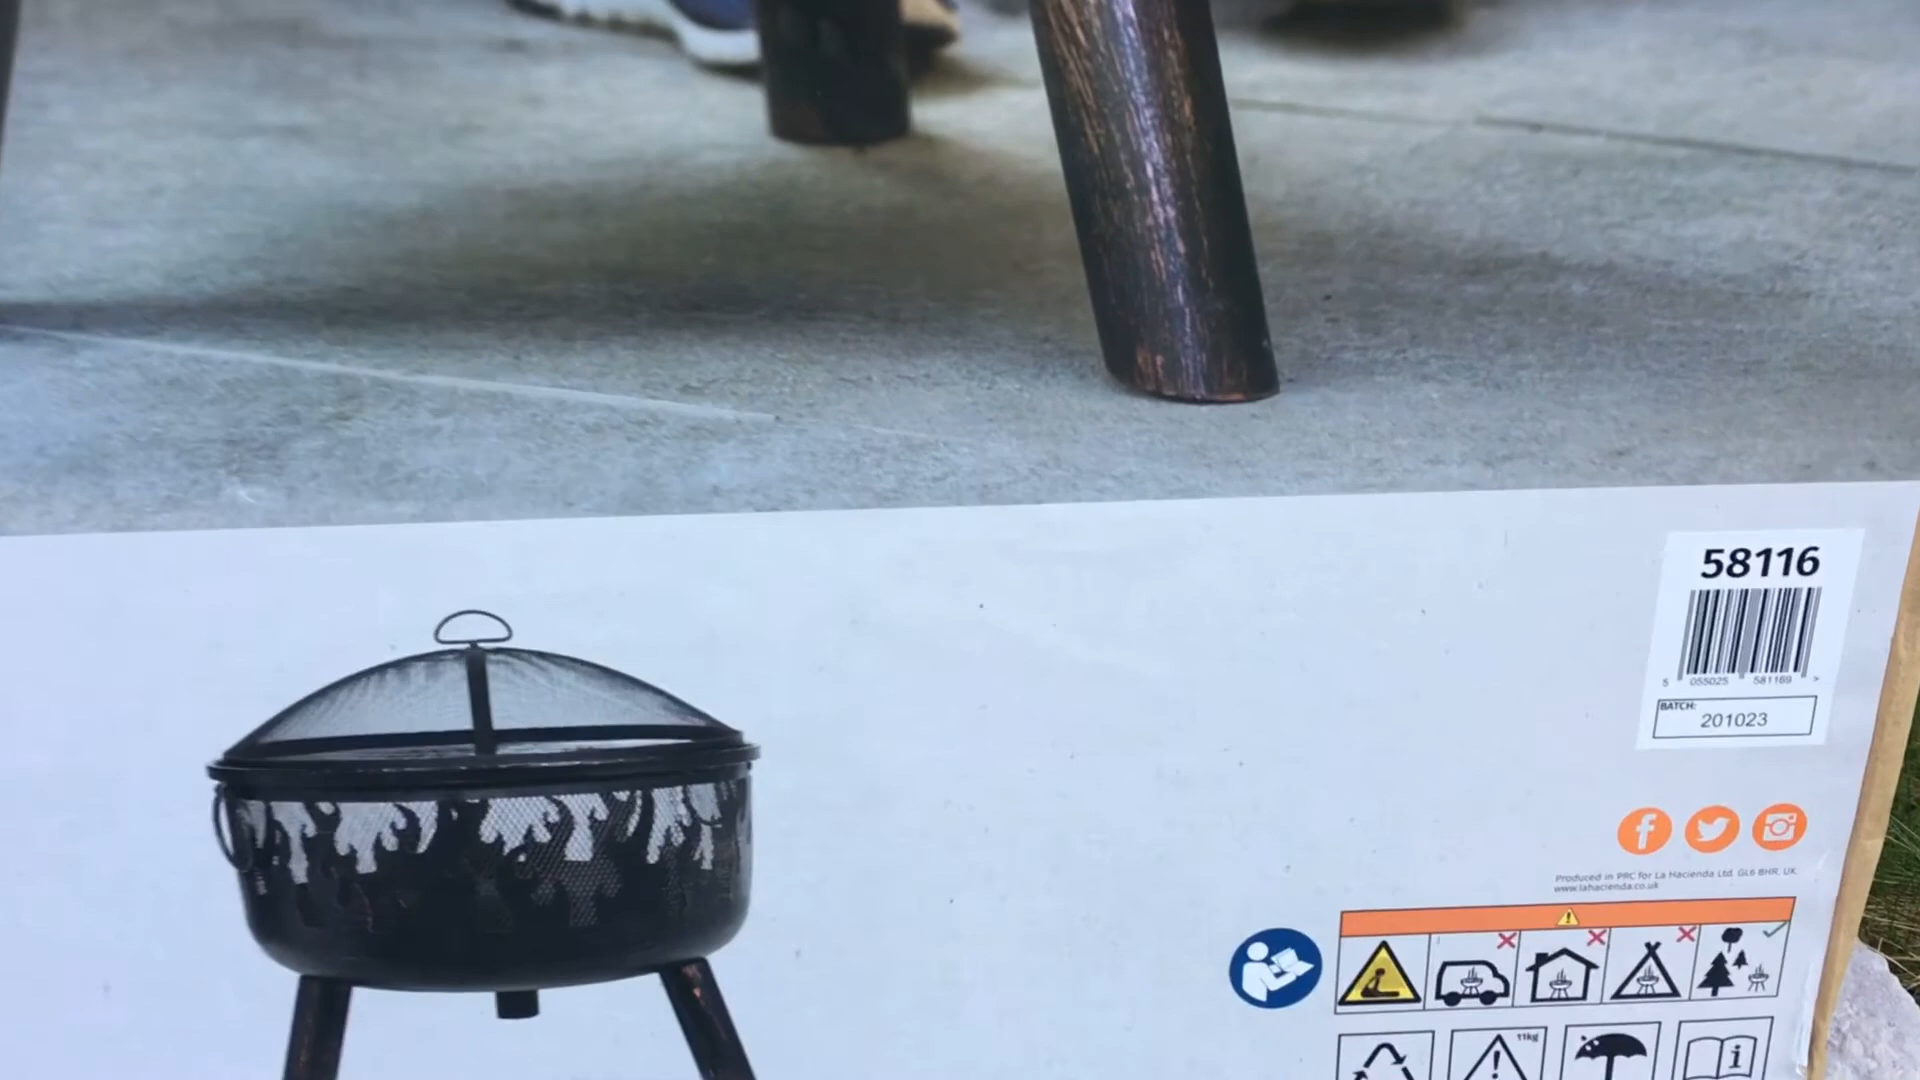 58116
5 055025 581169 >
BATCH:
201023
Produced in PRC for La Hacienda Ltd. GL6 8HR. UK.
www.lahacienda.co.uk
11kg